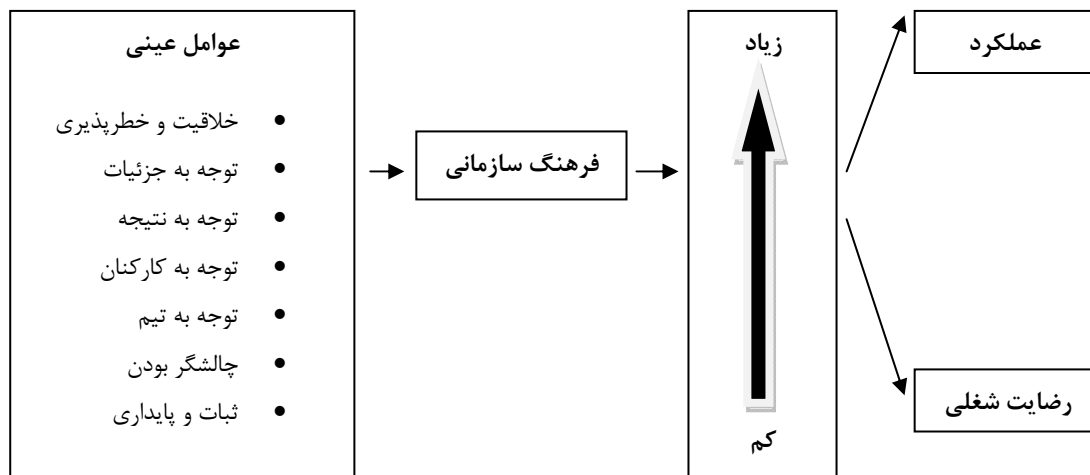 عوامل عینی
• خلاقیت و خطرپذیری
• توجه به جزئیات
• توجه به نتیجه
• توجه به کارکنان
• توجه به تیم
• چالشگر بودن
• ثبات و پایداری
فرهنگ سازمانی
زیاد
کم
عملکرد
رضایت شغلی